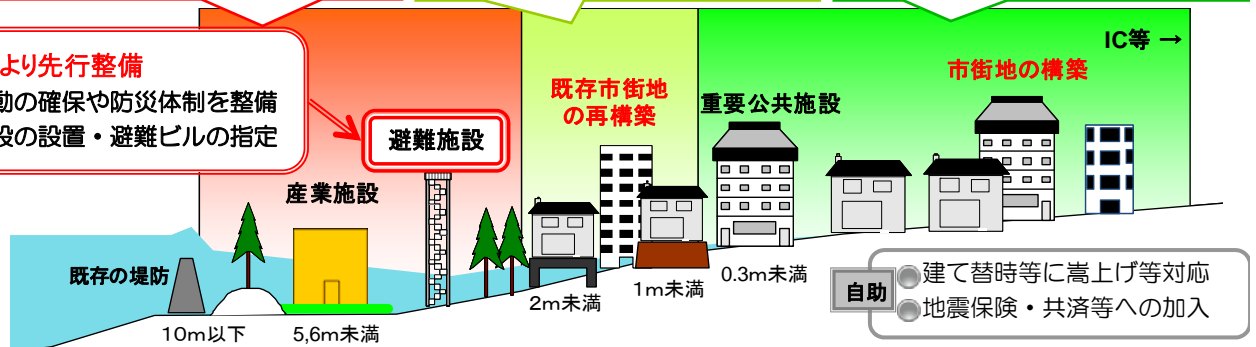 より先行整備
動の確保や防災体制を整備
設の設置・避難ビルの指定
避難施設
産業施設
既存市街地
の再構築
重要公共施設
市街地の構築
IC等 →
既存の堤防
10m以下
5,6m未満
2m未満
1m未満
0.3m未満
自助
建て替時等に嵩上げ等対応
地震保険・共済等への加入